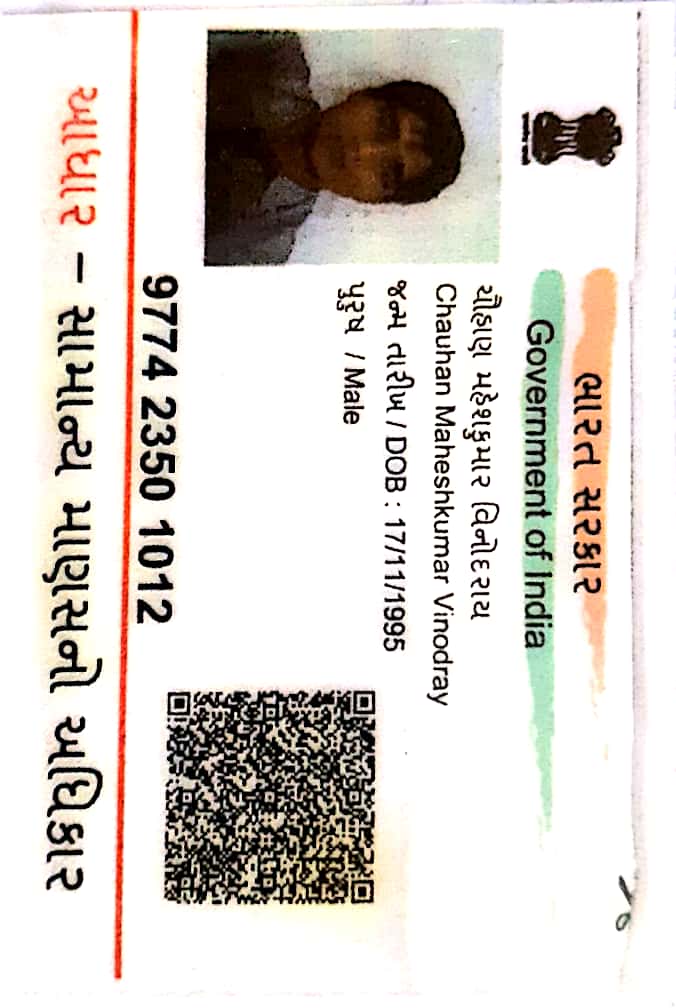 ભારત સરકાર
Government of India
ચૌહાણ મહેશકુમાર વિનોદરાય
Chauhan Maheshkumar Vinodray
જન્મ તારીખ / DOB : 17/11/1995
પુરુષ / Male
9774 2350 1012
આધાર – સામાન્ય માણસનો અધિકાર